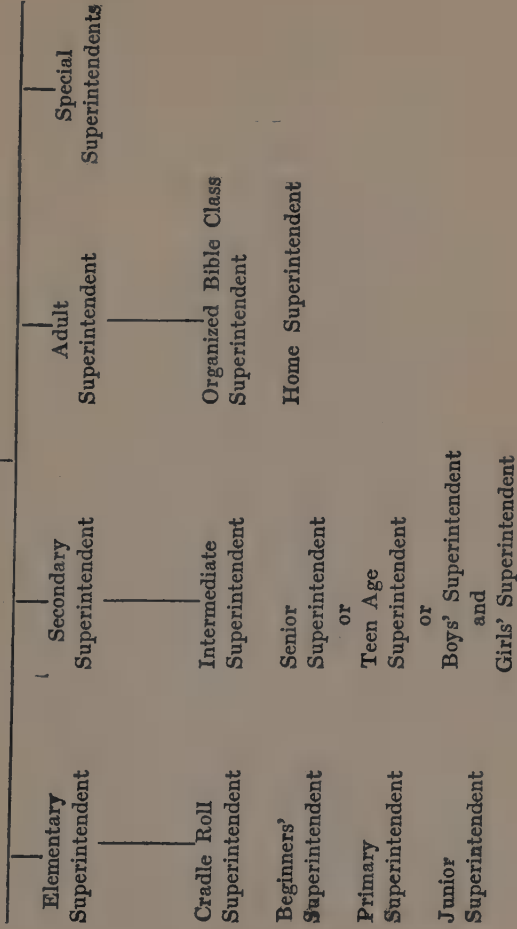 Elementary
Superintendent
Cradle Roll
Superintendent
Beginners'
Superintendent
Primary
Superintendent
Junior
Superintendent
Secondary
Superintendent
Intermediate
Superintendent
Senior
Superintendent
or
Teen Age
Superintendent
or
Boys' Superintendent
and
Girls' Superintendent
Adult
Superintendent
Organized Bible Class
Superintendent
Home Superintendent
Special
Superintendents